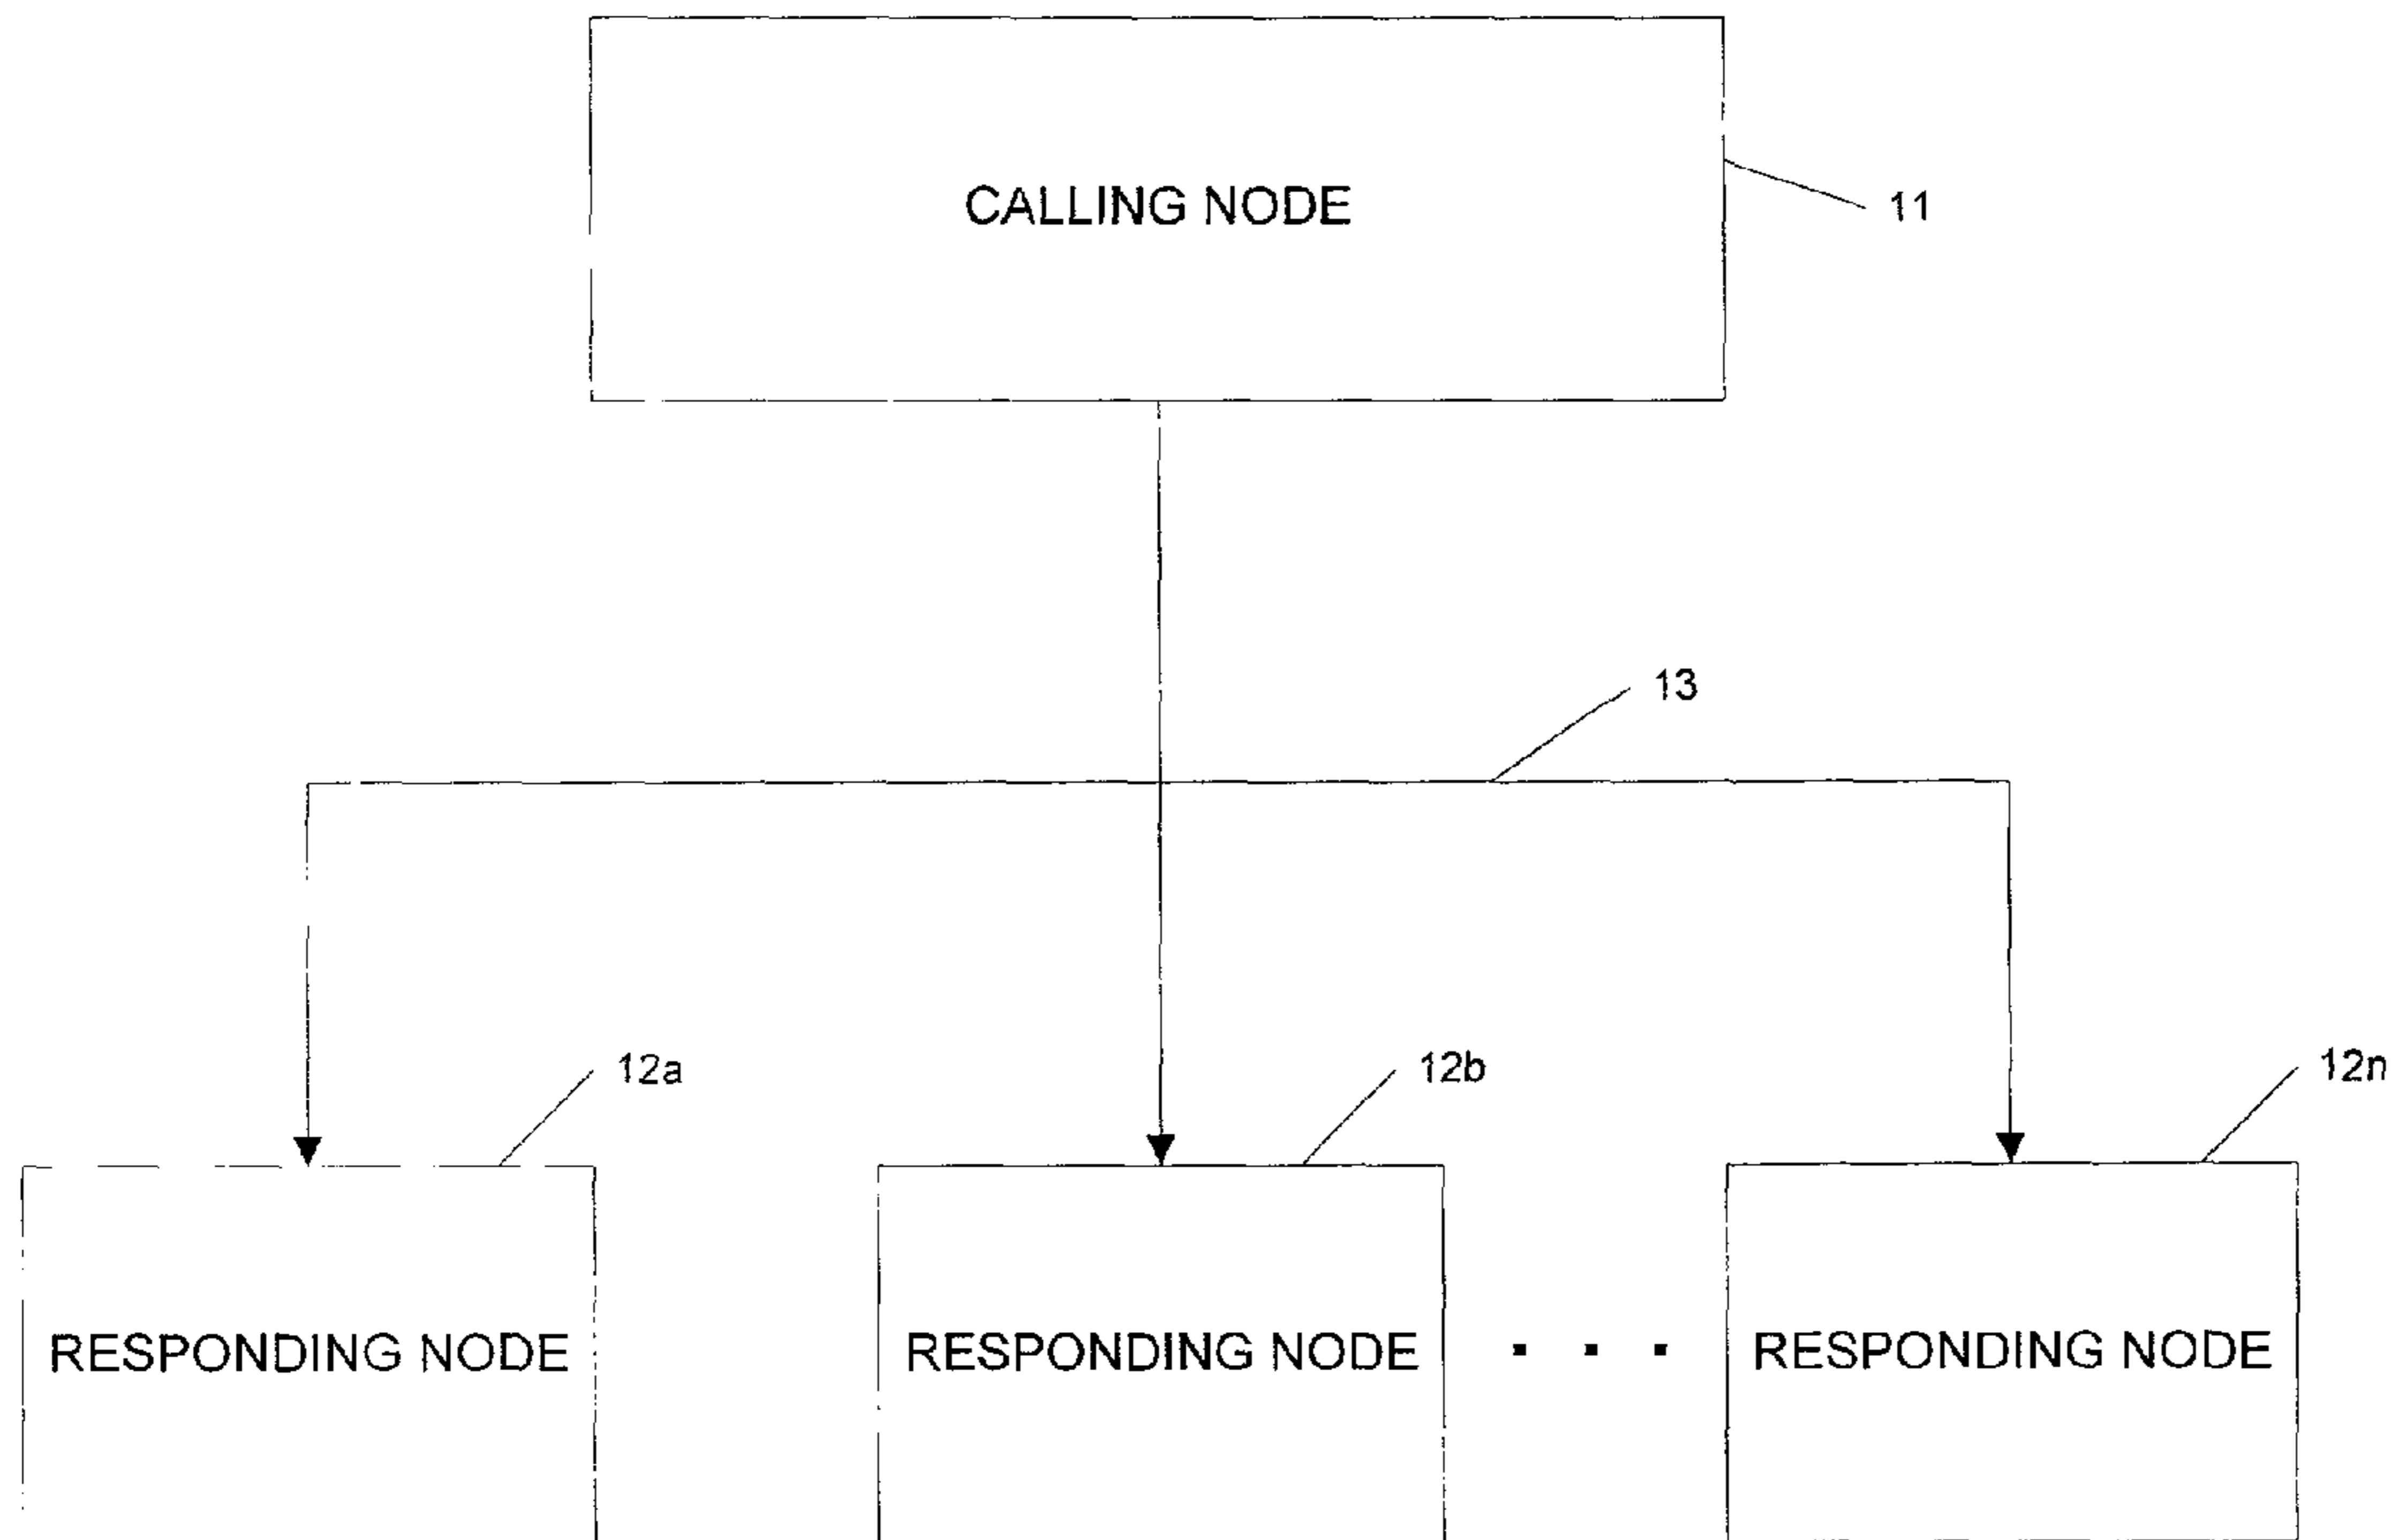 CALLING NODE
11
13
12a
12b
12n
RESPONDING NODE
RESPONDING NODE
. . .
RESPONDING NODE